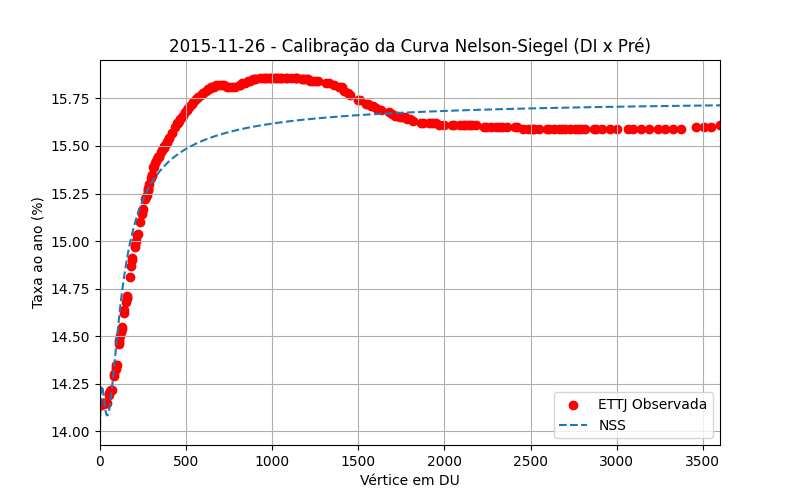 2015-11-26 - Calibração da Curva Nelson-Siegel (DI x Pré)
Taxa ao ano (%)
15.75
15.50
15.25
15.00
14.75
14.50
14.25
14.00
ETTJ Observada
NSS
0 500 1000 1500 2000 2500 3000 3500
Vértice em DU